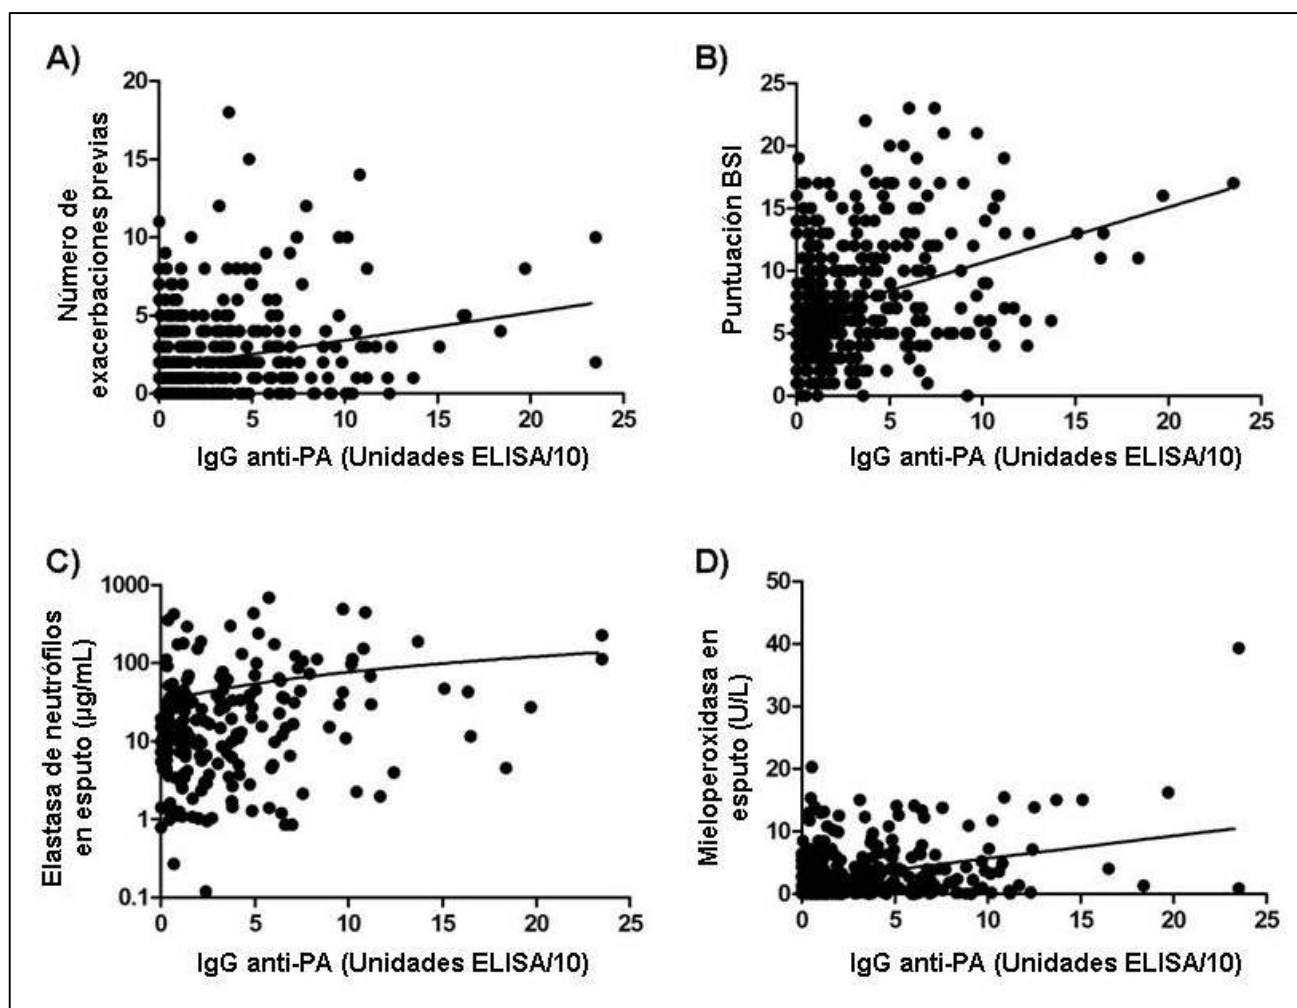 A)
Número de
exacerbaciones previas
20
15
10
5
0
0 5 10 15 20 25
IgG anti-PA (Unidades ELISA/10)
B)
Puntuación BSI
25
20
15
10
5
0
0 5 10 15 20 25
IgG anti-PA (Unidades ELISA/10)
C)
Elastasa de neutrófilos
en esputo (µg/mL)
1000
100
10
1
0.1
0 5 10 15 20 25
IgG anti-PA (Unidades ELISA/10)
D)
Mieloperoxidasa en
esputo (U/L)
50
40
30
20
10
0
0 5 10 15 20 25
IgG anti-PA (Unidades ELISA/10)